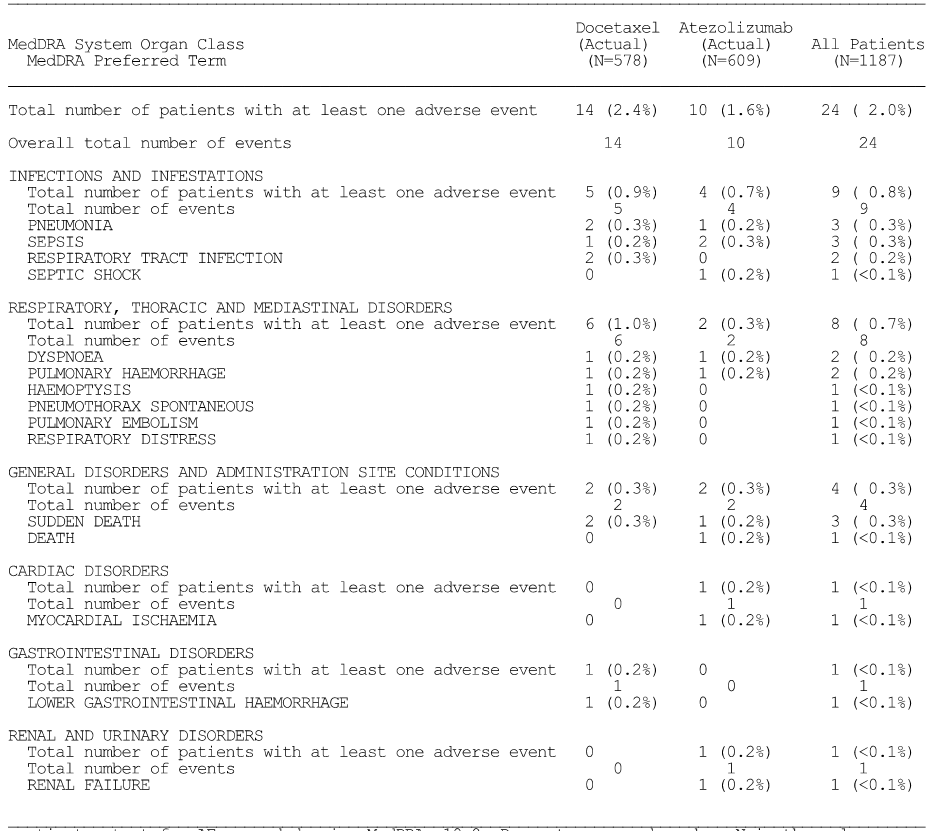 Docetaxel Atezolizumab
MedDRA System Organ Class (Actual) (Actual) All Patients
MedDRA Preferred Term (N=578) (N=609) (N=1187)
Total number of patients with at least one adverse event 14 (2.4%) 10 (1.6%) 24 ( 2.0%)
Overall total number of events 14 10 24
INFECTIONS AND INFESTATIONS
Total number of patients with at least one adverse event 5 (0.9%) 4 (0.7%) 9 ( 0.8%)
Total number of events 5 4 9
PNEUMONIA 2 (0.3%) 1 (0.2%) 3 ( 0.3%)
SEPSIS 1 (0.2%) 2 (0.3%) 3 ( 0.3%)
RESPIRATORY TRACT INFECTION 2 (0.3%) 0 2 ( 0.2%)
SEPTIC SHOCK 0 1 (0.2%) 1 (<0.1%)
RESPIRATORY, THORACIC AND MEDIASTINAL DISORDERS
Total number of patients with at least one adverse event 6 (1.0%) 2 (0.3%) 8 ( 0.7%)
Total number of events 6 2 8
DYSPNOEA 1 (0.2%) 1 (0.2%) 2 ( 0.2%)
PULMONARY HAEMORRHAGE 1 (0.2%) 1 (0.2%) 2 ( 0.2%)
HAEMOPTYSIS 1 (0.2%) 0 1 (<0.1%)
PNEUMOTHORAX SPONTANEOUS 1 (0.2%) 0 1 (<0.1%)
PULMONARY EMBOLISM 1 (0.2%) 0 1 (<0.1%)
RESPIRATORY DISTRESS 1 (0.2%) 0 1 (<0.1%)
GENERAL DISORDERS AND ADMINISTRATION SITE CONDITIONS
Total number of patients with at least one adverse event 2 (0.3%) 2 (0.3%) 4 ( 0.3%)
Total number of events 2 2 4
SUDDEN DEATH 2 (0.3%) 1 (0.2%) 3 ( 0.3%)
DEATH 0 1 (0.2%) 1 (<0.1%)
CARDIAC DISORDERS
Total number of patients with at least one adverse event 0 1 (0.2%) 1 (<0.1%)
Total number of events 0 1 1
MYOCARDIAL ISCHAEMIA 0 1 (0.2%) 1 (<0.1%)
GASTROINTESTINAL DISORDERS
Total number of patients with at least one adverse event 1 (0.2%) 0 1 (<0.1%)
Total number of events 1 0 1
LOWER GASTROINTESTINAL HAEMORRHAGE 1 (0.2%) 0 1 (<0.1%)
RENAL AND URINARY DISORDERS
Total number of patients with at least one adverse event 0 1 (0.2%) 1 (<0.1%)
Total number of events 0 1 1
RENAL FAILURE 0 1 (0.2%) 1 (<0.1%)